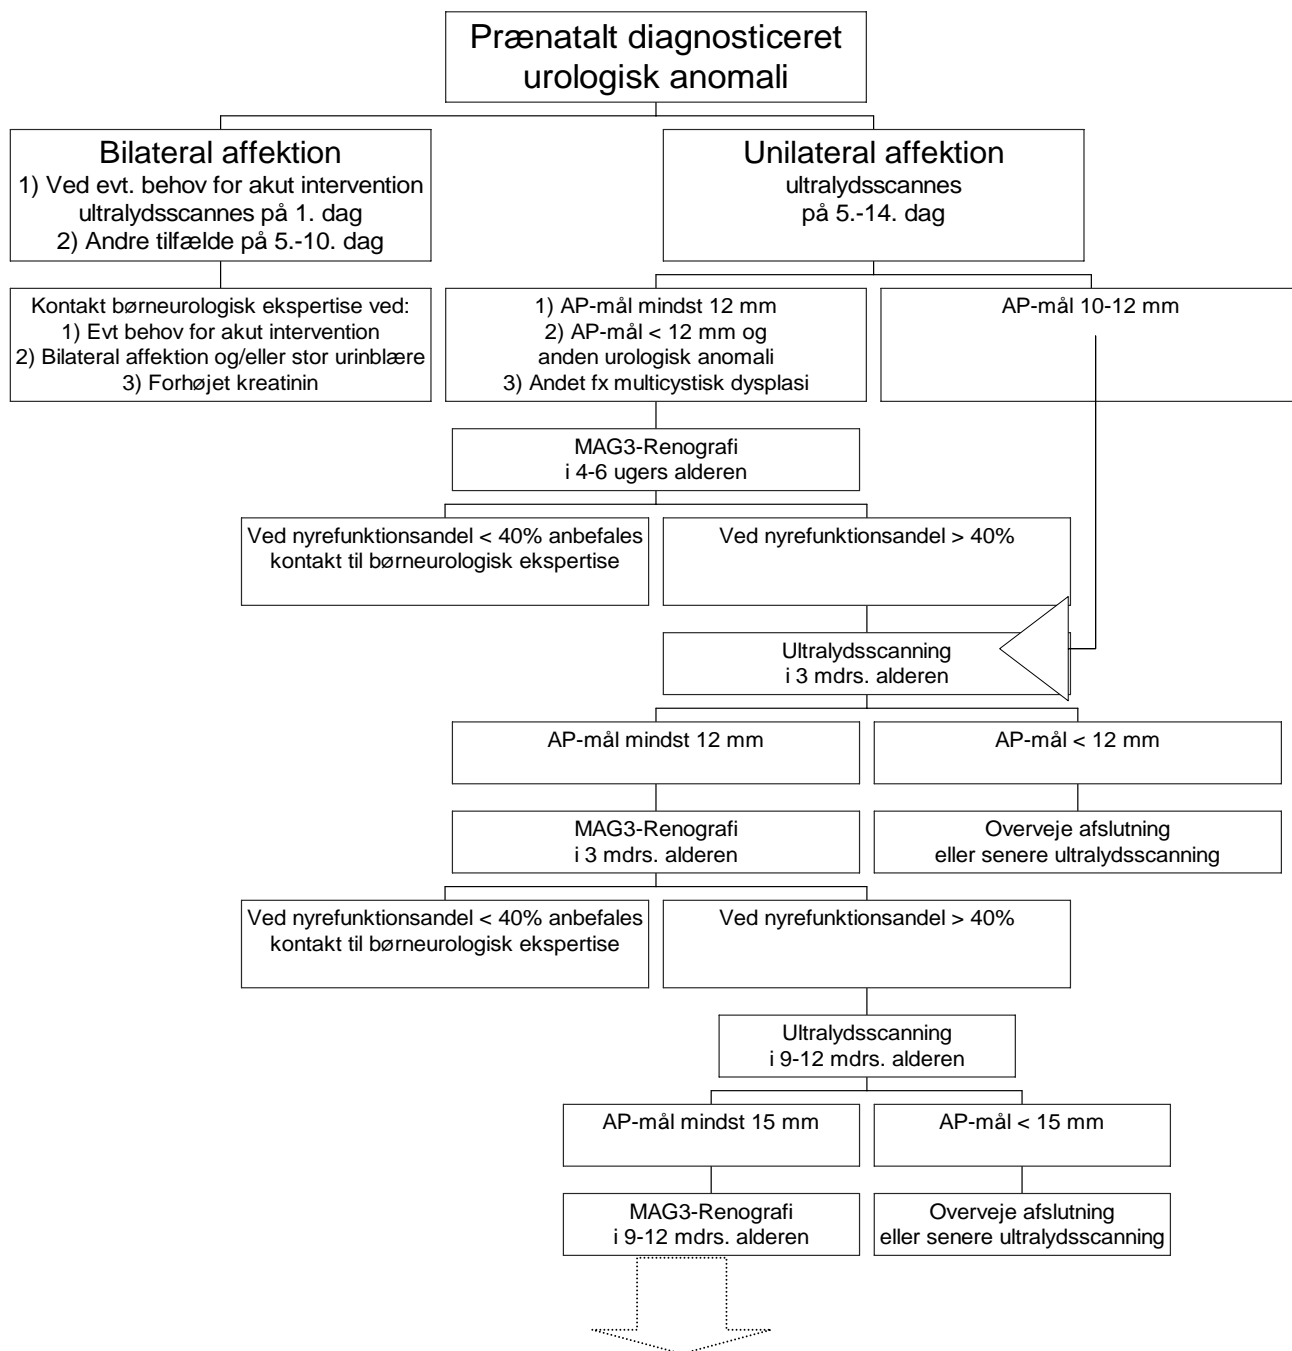 Prænatalt diagnosticeret
urologisk anomali
Bilateral affektion
1) Ved evt. behov for akut intervention
ultralydsscannes på 1. dag
2) Andre tilfælde på 5.-10. dag
Unilateral affektion
ultralydsscannes
på 5.-14. dag
Kontakt børneurologisk ekspertise ved:
1) Evt behov for akut intervention
2) Bilateral affektion og/eller stor urinblære
3) Forhøjet kreatinin
1) AP-mål mindst 12 mm
2) AP-mål < 12 mm og
anden urologisk anomali
3) Andet fx multicystisk dysplasi
AP-mål 10-12 mm
MAG3-Renografi
i 4-6 ugers alderen
Ved nyrefunktionsandel < 40% anbefales
kontakt til børneurologisk ekspertise
Ved nyrefunktionsandel > 40%
Ultralydsscanning
i 3 mdrs. alderen
AP-mål mindst 12 mm
AP-mål < 12 mm
MAG3-Renografi
i 3 mdrs. alderen
Overveje afslutning
eller senere ultralydsscanning
Ved nyrefunktionsandel < 40% anbefales
kontakt til børneurologisk ekspertise
Ved nyrefunktionsandel > 40%
Ultralydsscanning
i 9-12 mdrs. alderen
AP-mål mindst 15 mm
AP-mål < 15 mm
MAG3-Renografi
i 9-12 mdrs. alderen
Overveje afslutning
eller senere ultralydsscanning